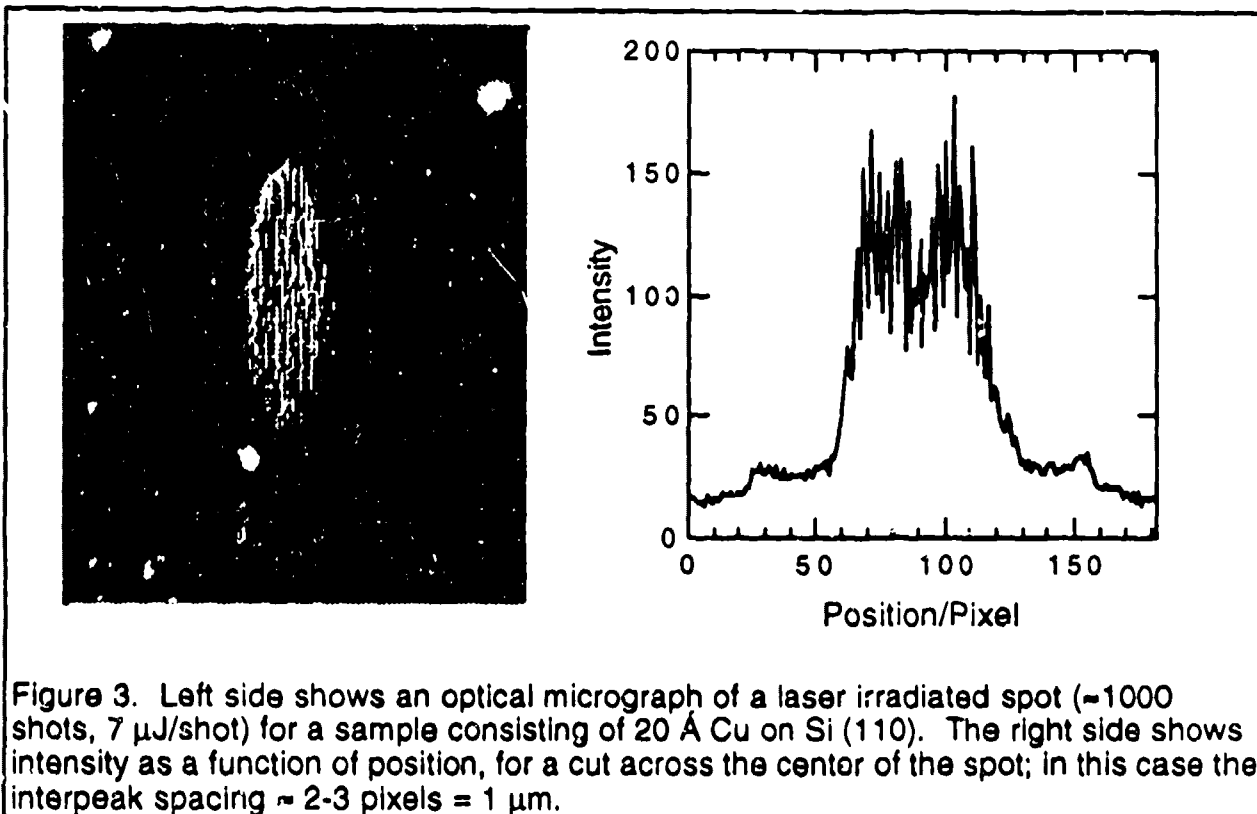 200
150
100
50
0
Intensity
0 50 100 150
Position/Pixel
Figure 3. Left side shows an optical micrograph of a laser irradiated spot (≈1000
shots, 7 µJ/shot) for a sample consisting of 20 Å Cu on Si (110). The right side shows
intensity as a function of position, for a cut across the center of the spot; in this case the
interpeak spacing ≈ 2-3 pixels = 1 µm.